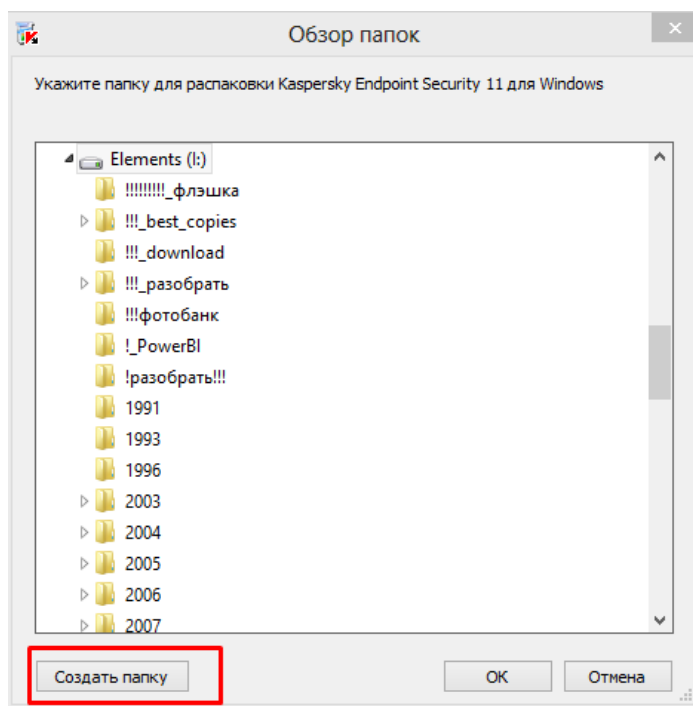 Обзор папок
Укажите папку для распаковки Kaspersky Endpoint Security 11 для Windows
Elements (I:)
!!!!!!!!!_флэшка
!!!_best_copies
!!!_download
!!!_разобрать
!!!фотобанк
!_PowerBI
!разобрать!!!
1991
1993
1996
2003
2004
2005
2006
2007
Создать папку ОК Отмена